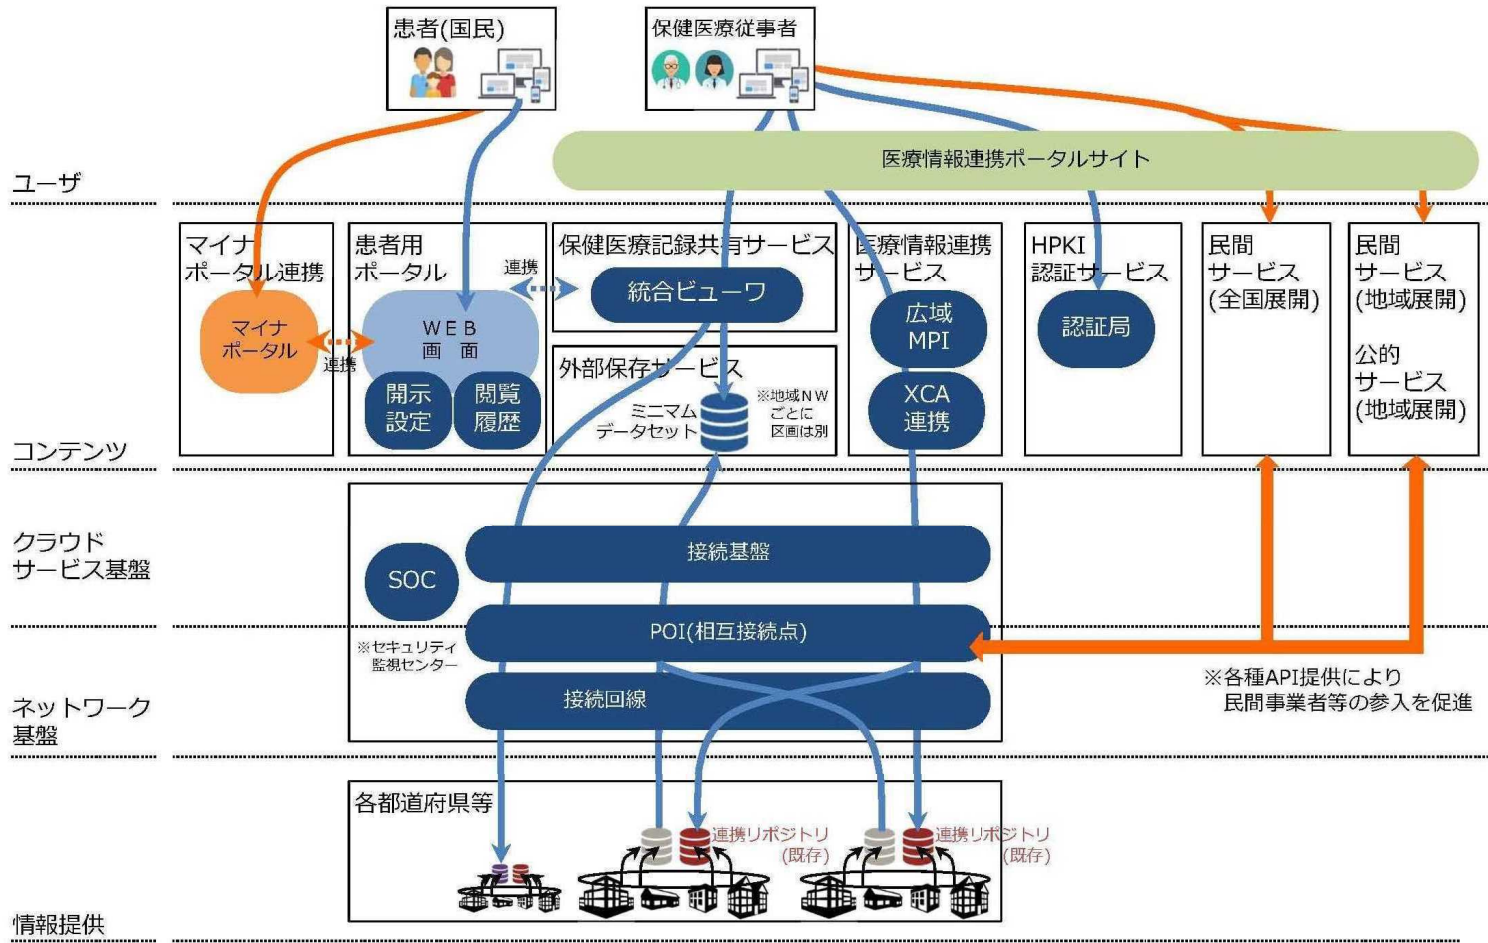 患者(国民)
保健医療従事者
医療情報連携ポータルサイト
ユーザ
マイナ
ポータル連携
マイナ
ポータル
連携
患者用
ポータル
ＷＥＢ
画　面
開示
設定
閲覧
履歴
連携
保健医療記録共有サービス
統合ビューワ
外部保存サービス
ミニマム
データセット
※地域ＮＷ
ごとに
区画は別
医療情報連携
サービス
広域
MPI
XCA
連携
HPKI
認証サービス
認証局
民間
サービス
(全国展開)
民間
サービス
(地域展開)
公的
サービス
(地域展開)
コンテンツ
クラウド
サービス基盤
SOC
※セキュリティ
監視センター
接続基盤
POI(相互接続点)
接続回線
※各種API提供により
民間事業者等の参入を促進
ネットワーク
基盤
各都道府県等
連携リポジトリ
(既存)
連携リポジトリ
(既存)
情報提供